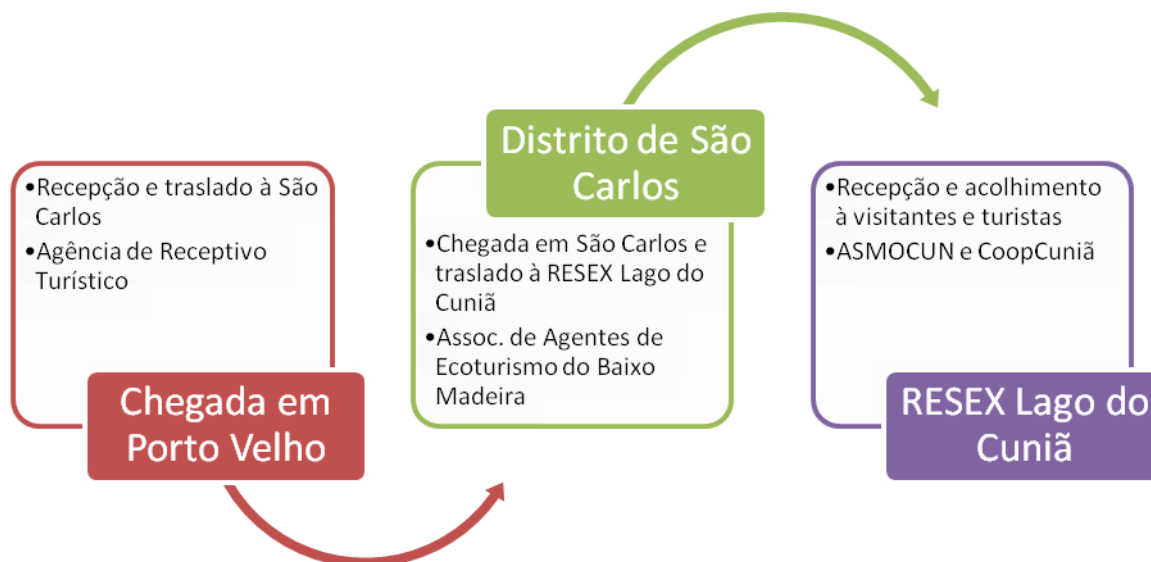 •Recepção e traslado à São
Carlos
•Agência de Receptivo
Turístico
Chegada em
Porto Velho
Distrito de São
Carlos
•Chegada em São Carlos e
traslado à RESEX Lago do
Cuniã
•Assoc. de Agentes de
Ecoturismo do Baixo
Madeira
•Recepção e acolhimento
à visitantes e turistas
•ASMOCUN e CoopCuniã
RESEX Lago do
Cuniã